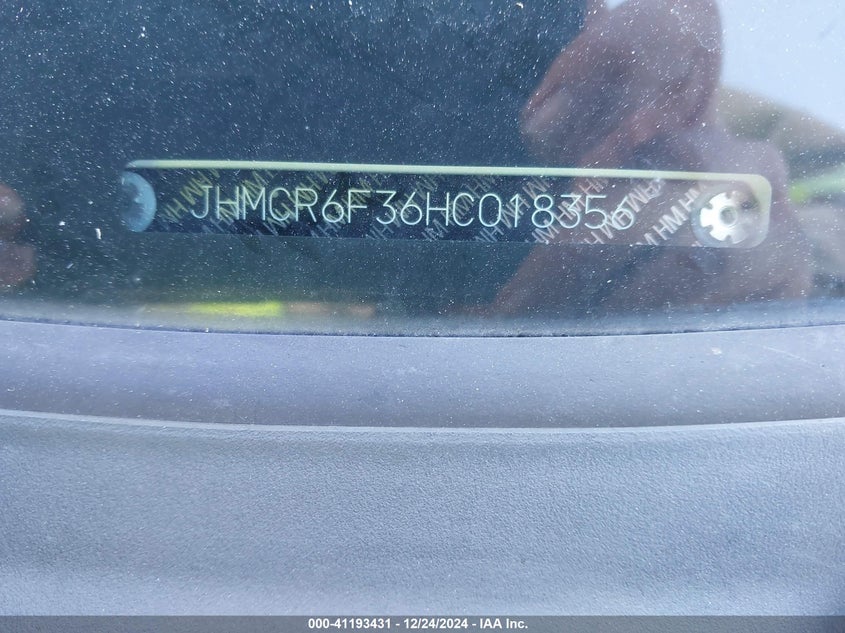 JHMCR6F36HC018356
000-41193431 - 12/24/2024 - IAA Inc.